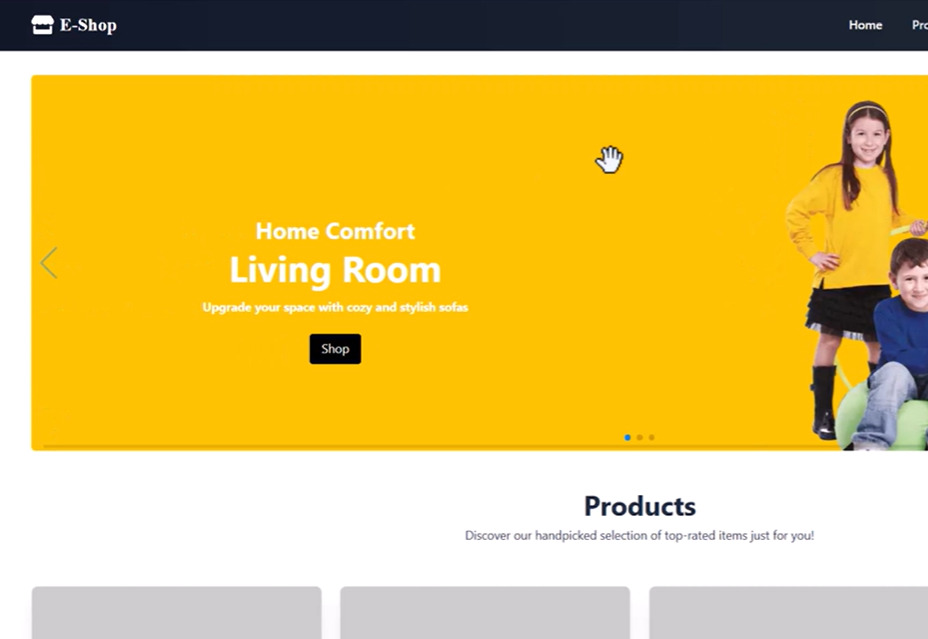 E-Shop
Home
Home Comfort
Living Room
Upgrade your space with cozy and stylish sofas
Shop
Products
Discover our handpicked selection of top-rated items just for you!